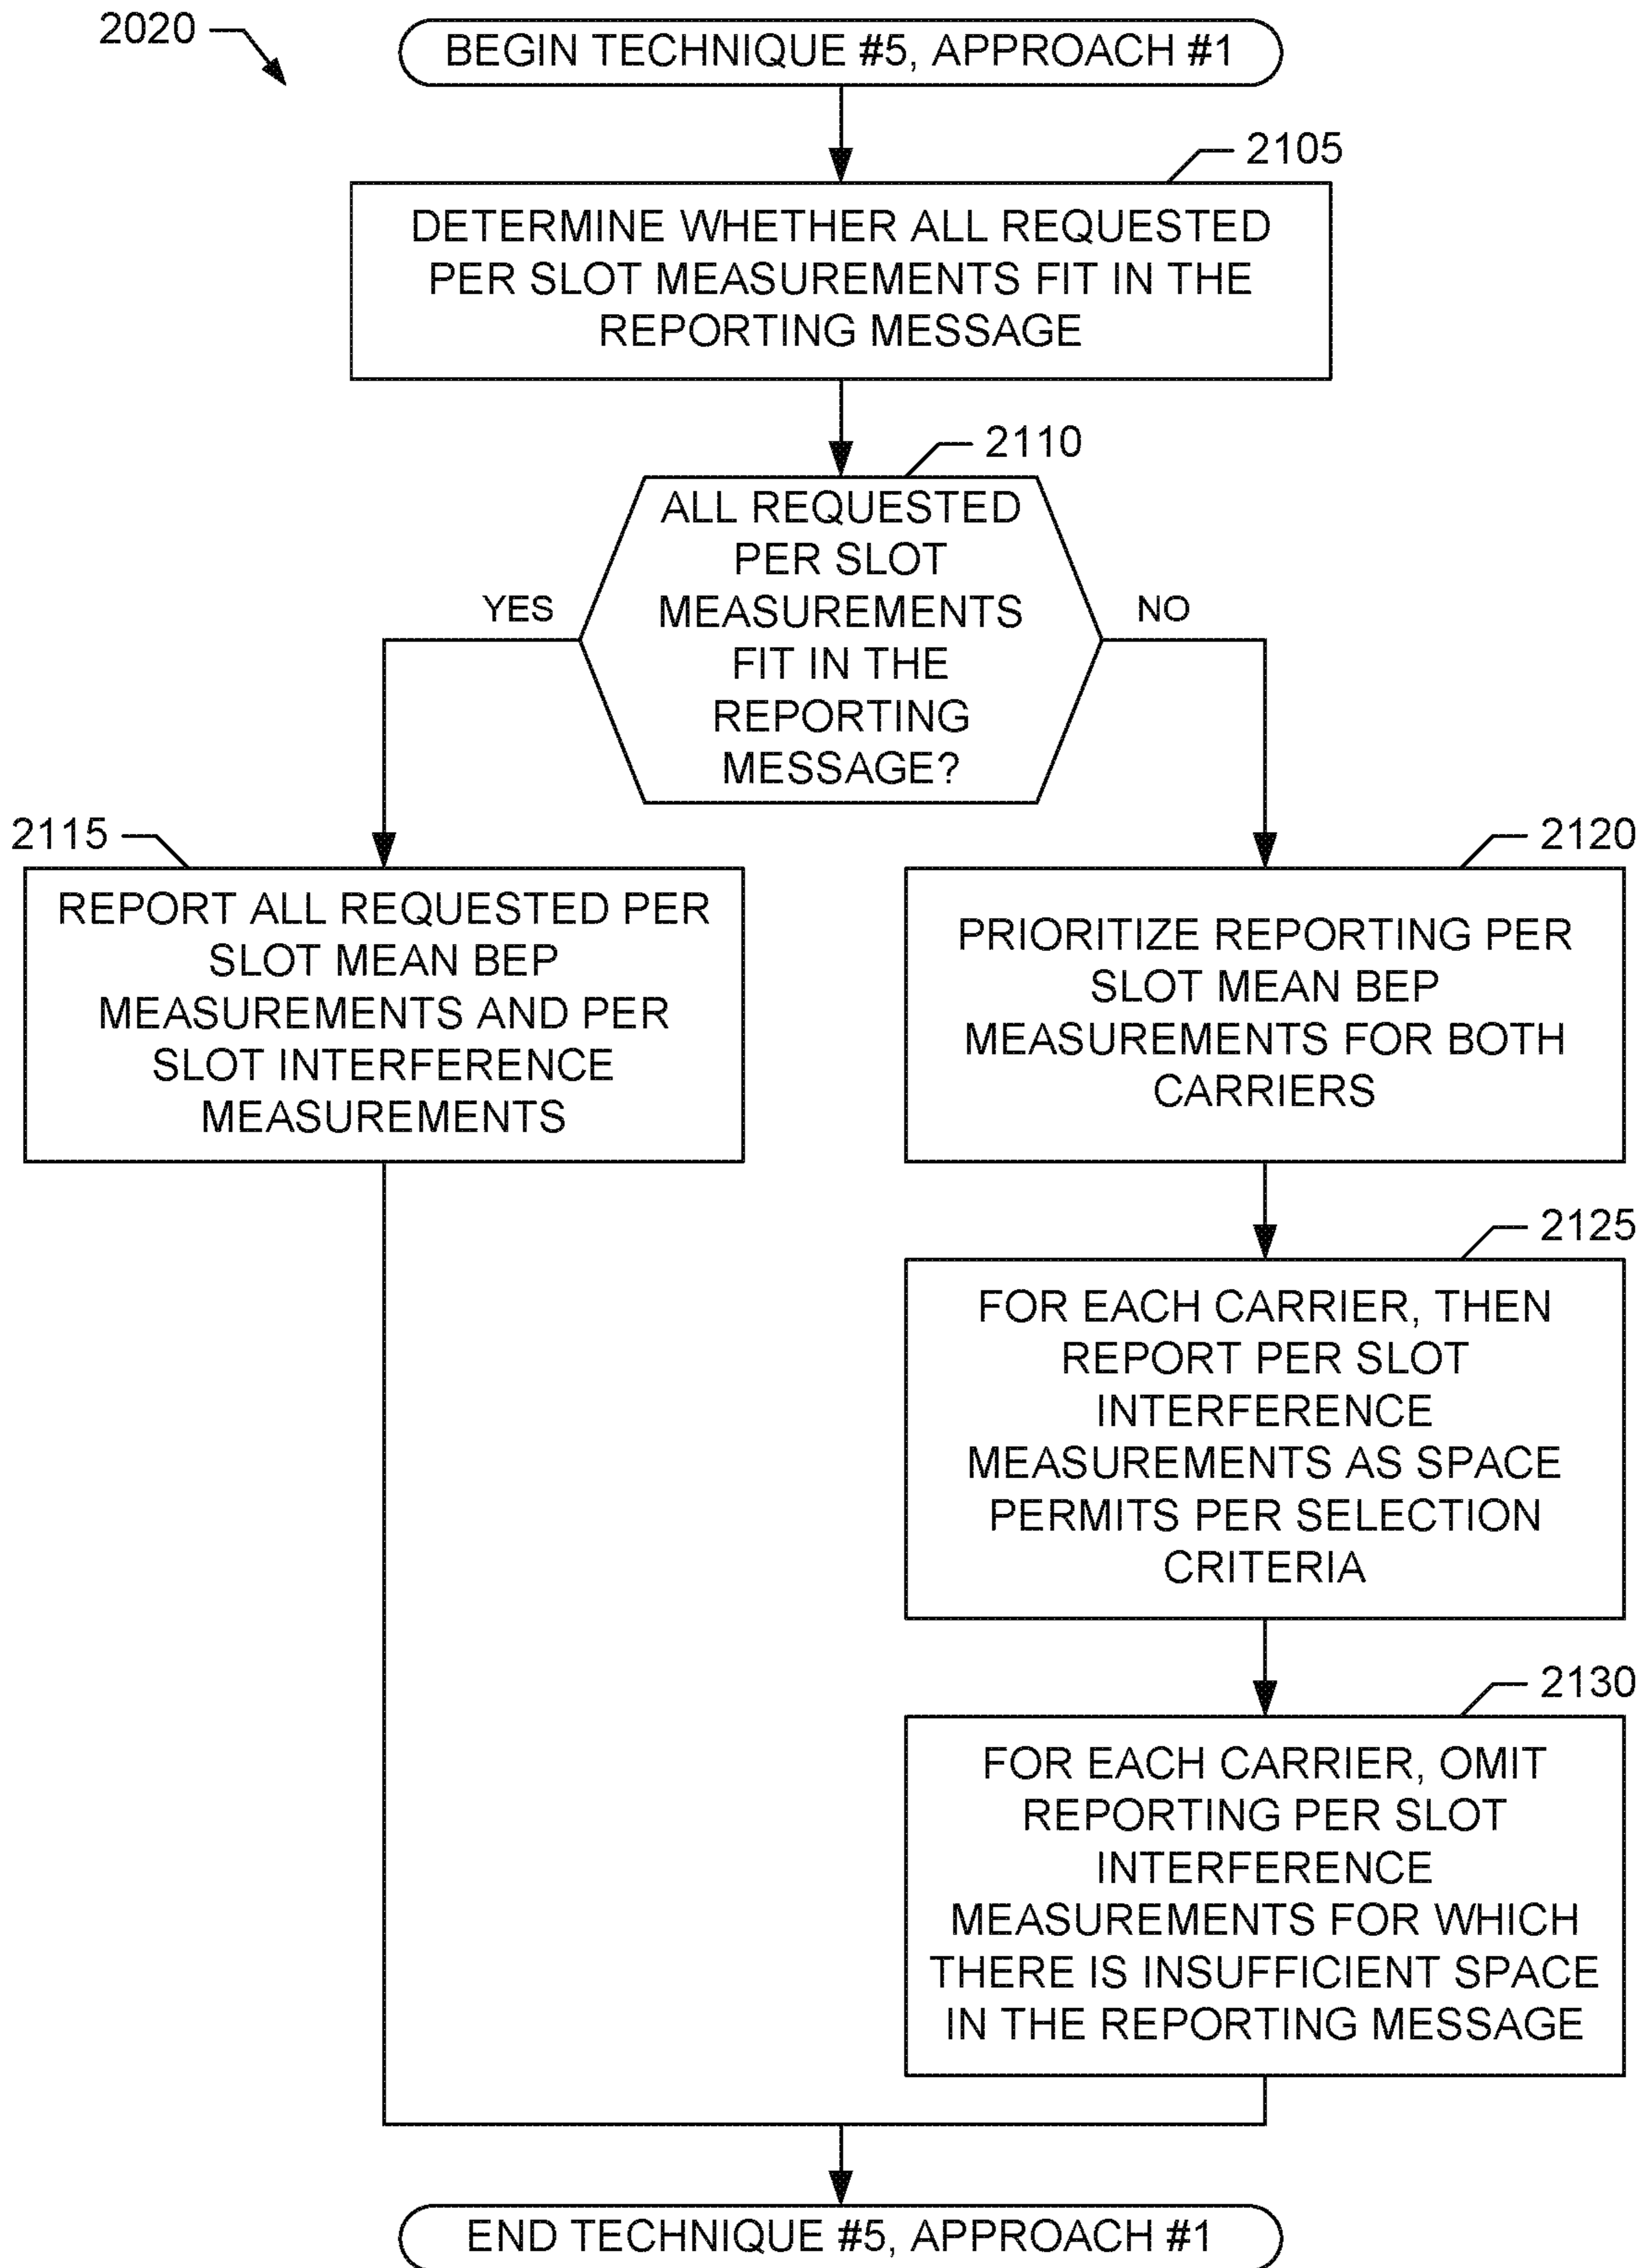 2020
BEGIN TECHNIQUE #5, APPROACH #1
2105
DETERMINE WHETHER ALL REQUESTED
PER SLOT MEASUREMENTS FIT IN THE
REPORTING MESSAGE
2110
ALL REQUESTED
PER SLOT
MEASUREMENTS
FIT IN THE
REPORTING
MESSAGE?
YES
NO
2115
REPORT ALL REQUESTED PER
SLOT MEAN BEP
MEASUREMENTS AND PER
SLOT INTERFERENCE
MEASUREMENTS
2120
PRIORITIZE REPORTING PER
SLOT MEAN BEP
MEASUREMENTS FOR BOTH
CARRIERS
2125
FOR EACH CARRIER, THEN
REPORT PER SLOT
INTERFERENCE
MEASUREMENTS AS SPACE
PERMITS PER SELECTION
CRITERIA
2130
FOR EACH CARRIER, OMIT
REPORTING PER SLOT
INTERFERENCE
MEASUREMENTS FOR WHICH
THERE IS INSUFFICIENT SPACE
IN THE REPORTING MESSAGE
END TECHNIQUE #5, APPROACH #1